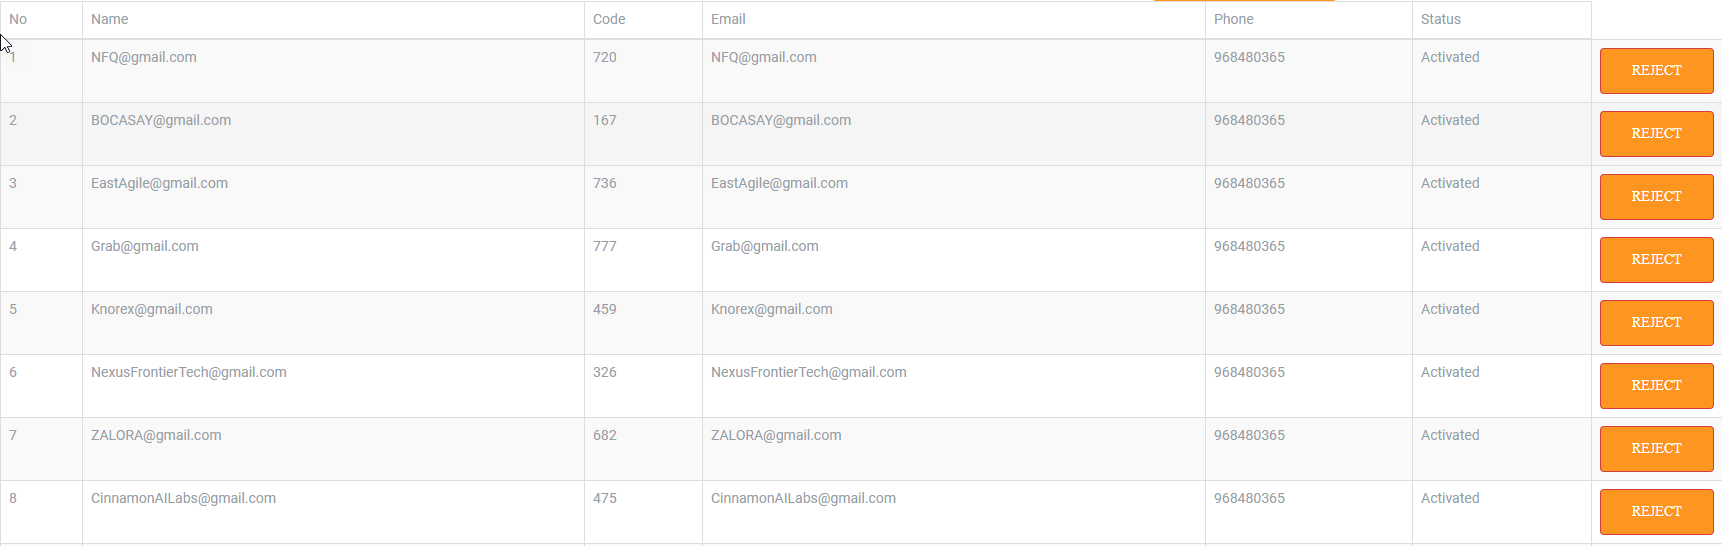 No Name Code Email Phone Status
1 NFQ@gmail.com 720 NFQ@gmail.com 968480365 Activated REJECT
2 BOCASAY@gmail.com 167 BOCASAY@gmail.com 968480365 Activated REJECT
3 EastAgile@gmail.com 736 EastAgile@gmail.com 968480365 Activated REJECT
4 Grab@gmail.com 777 Grab@gmail.com 968480365 Activated REJECT
5 Knorex@gmail.com 459 Knorex@gmail.com 968480365 Activated REJECT
6 NexusFrontierTech@gmail.com 326 NexusFrontierTech@gmail.com 968480365 Activated REJECT
7 ZALORA@gmail.com 682 ZALORA@gmail.com 968480365 Activated REJECT
8 CinnamonAILabs@gmail.com 475 CinnamonAILabs@gmail.com 968480365 Activated REJECT